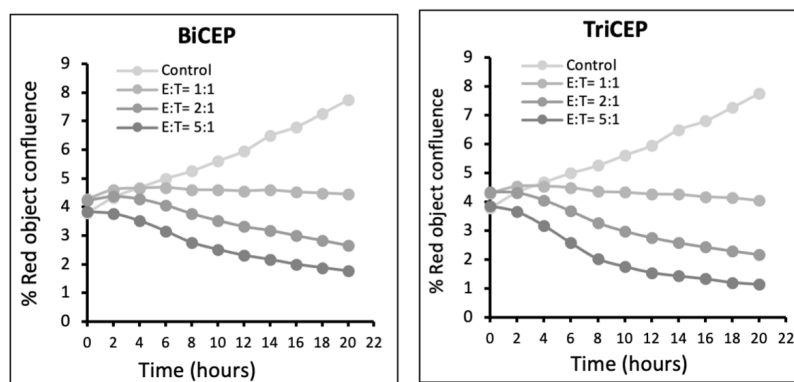 BiCEP
9
8
7
6
5
4
3
2
1
0
% Red object confluence
Control
E:T= 1:1
E:T= 2:1
E:T= 5:1
0 2 4 6 8 10 12 14 16 18 20 22
Time (hours)
TriCEP
9
8
7
6
5
4
3
2
1
0
% Red object confluence
Control
E:T= 1:1
E:T= 2:1
E:T= 5:1
0 2 4 6 8 10 12 14 16 18 20 22
Time (hours)